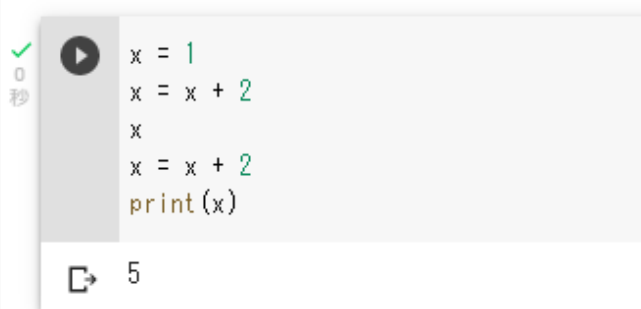 0
秒
x = 1
x = x + 2
x
x = x + 2
print(x)
5